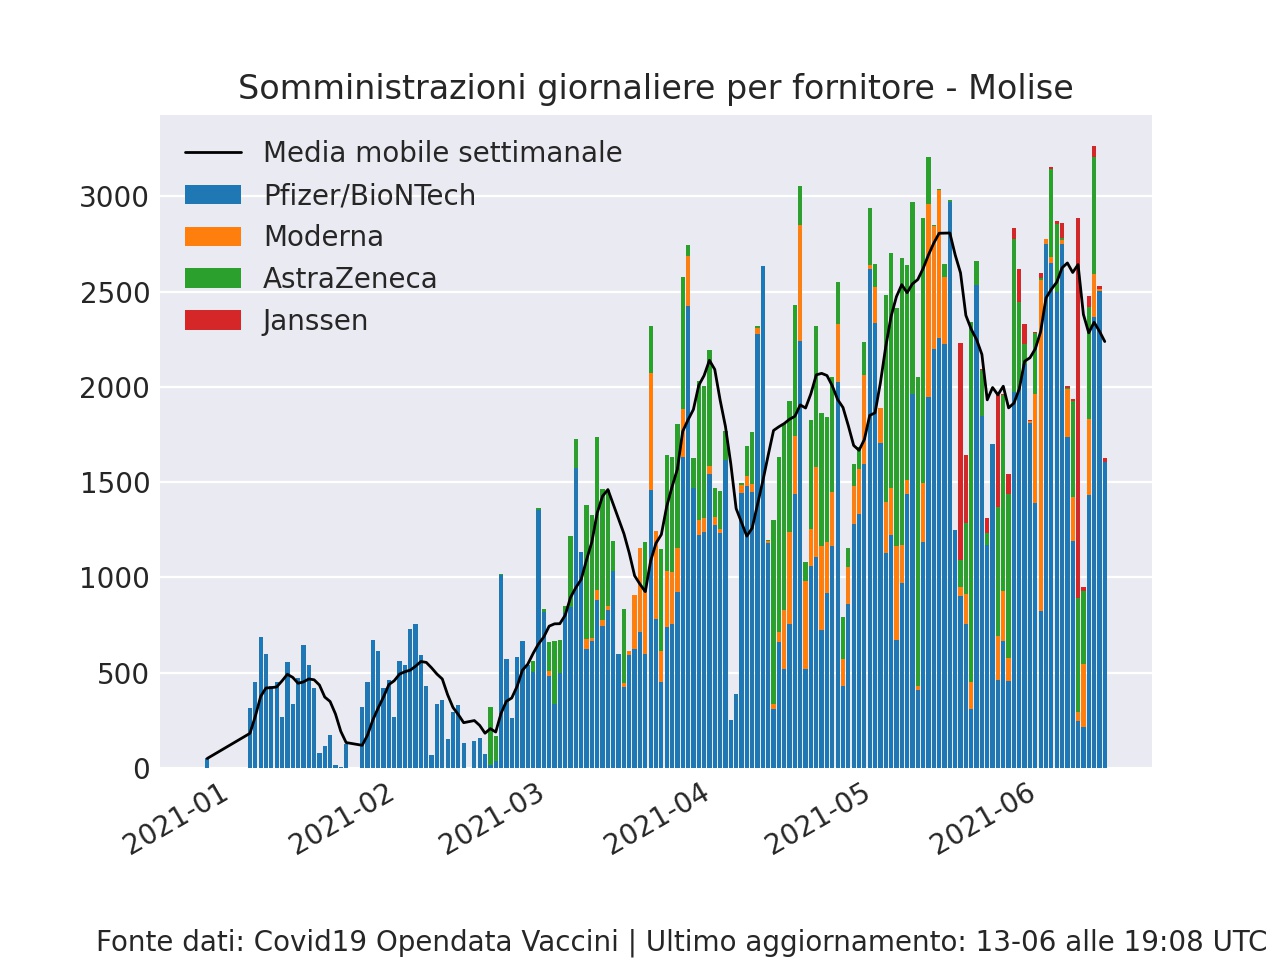 Somministrazioni giornaliere per fornitore - Molise
Media mobile settimanale
Pfizer/BioNTech
Moderna
AstraZeneca
Janssen
3000
2500
2000
1500
1000
500
0
2021-01
2021-02
2021-03
2021-04
2021-05
2021-06
Fonte dati: Covid19 Opendata Vaccini | Ultimo aggiornamento: 13-06 alle 19:08 UTC